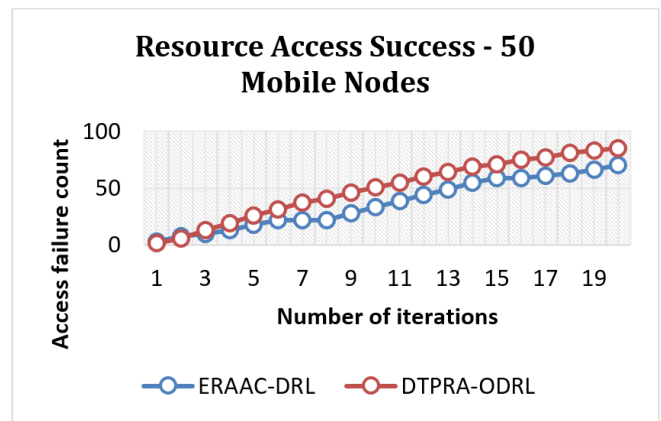 Resource Access Success - 50
Mobile Nodes
Access failure count
100
50
0
1 3 5 7 9 11 13 15 17 19
Number of iterations
ERAAC-DRL DTPRA-ODRL